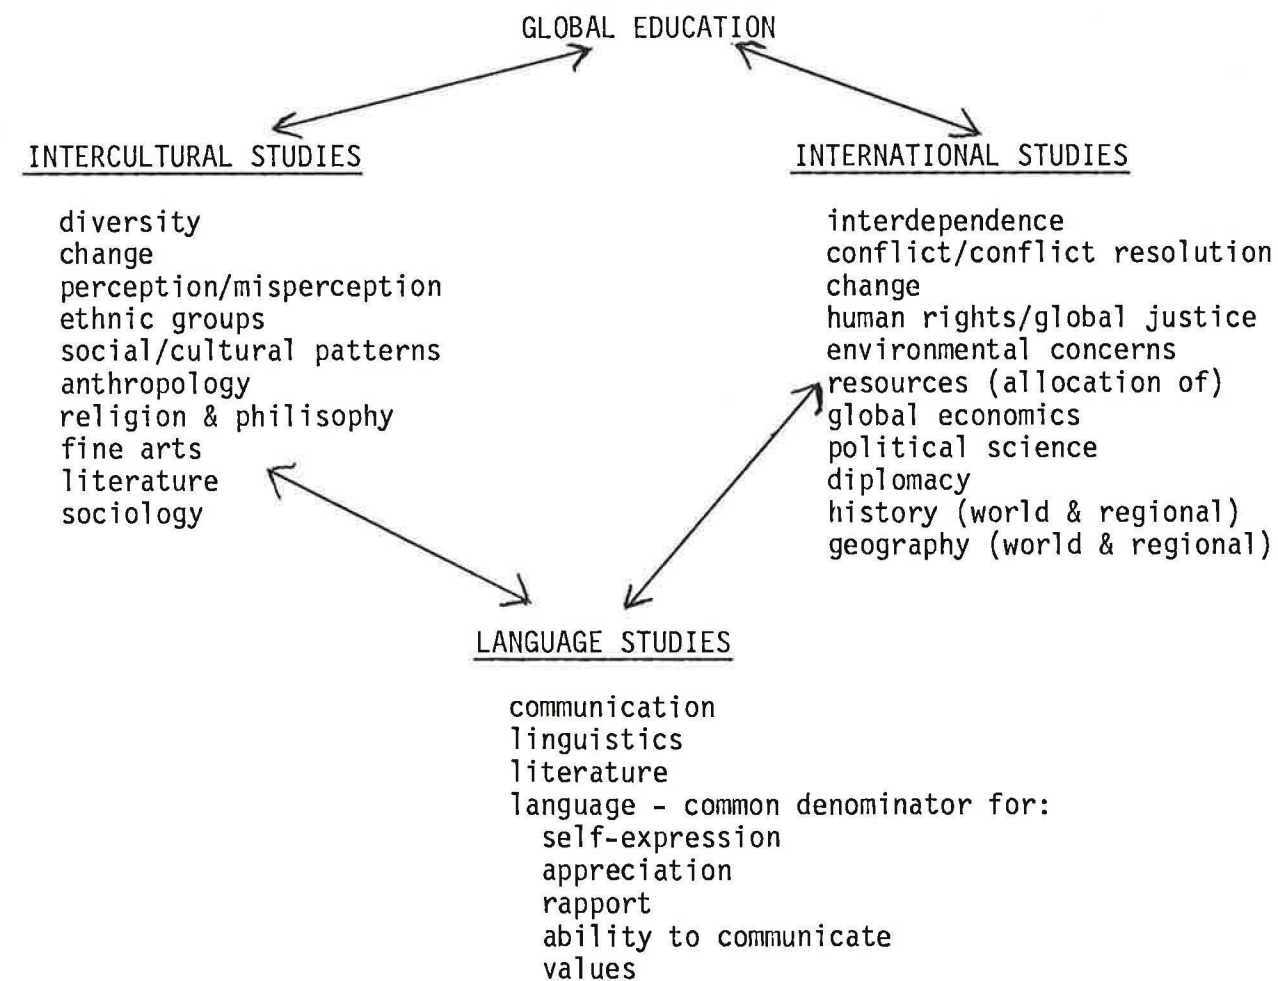 GLOBAL EDUCATION
INTERCULTURAL STUDIES
diversity
change
perception/misperception
ethnic groups
social/cultural patterns
anthropology
religion & philisophy
fine arts
literature
sociology
INTERNATIONAL STUDIES
interdependence
conflict/conflict resolution
change
human rights/global justice
environmental concerns
resources (allocation of)
global economics
political science
diplomacy
history (world & regional)
geography (world & regional)
LANGUAGE STUDIES
communication
linguistics
literature
language - common denominator for:
self-expression
appreciation
rapport
ability to communicate
values